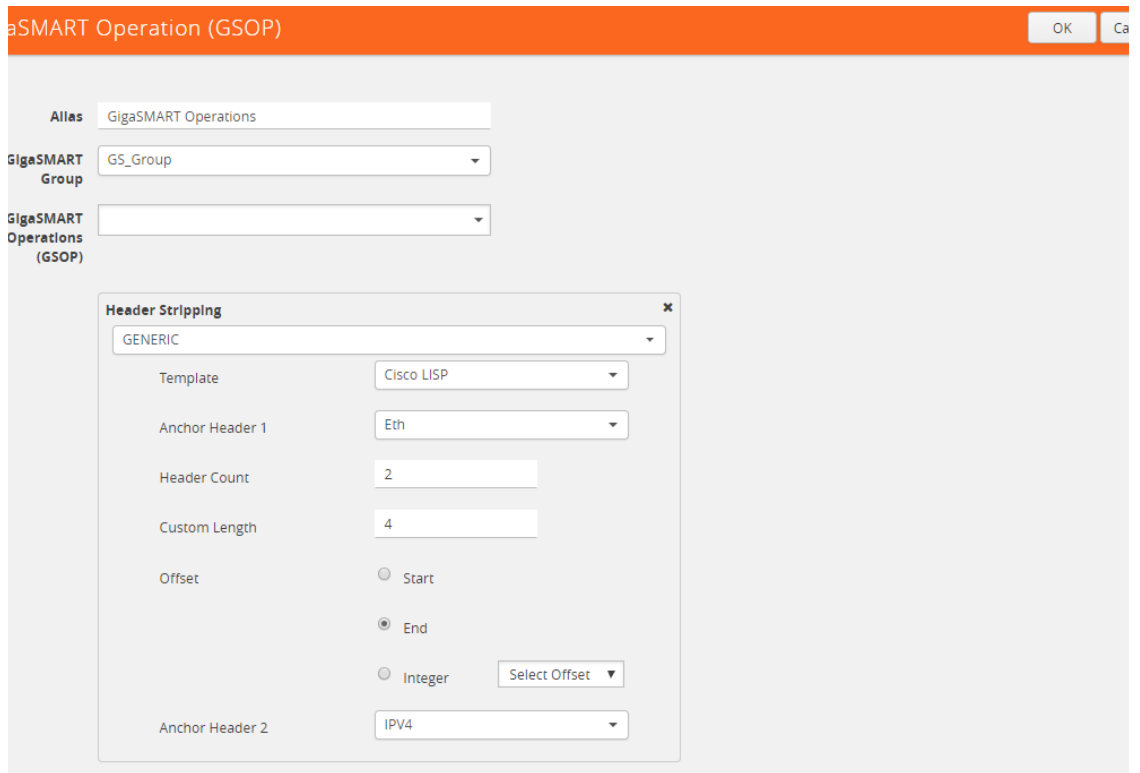 aSMART Operation (GSOP)
OK
Ca
Alias
GigaSMART Operations
GigaSMART
Group
GS_Group
GigaSMART
Operations
(GSOP)
Header Stripping
GENERIC
Template
Cisco LISP
Anchor Header 1
Eth
Header Count
2
Custom Length
4
Offset
Start
End
Integer
Select Offset
Anchor Header 2
IPV4